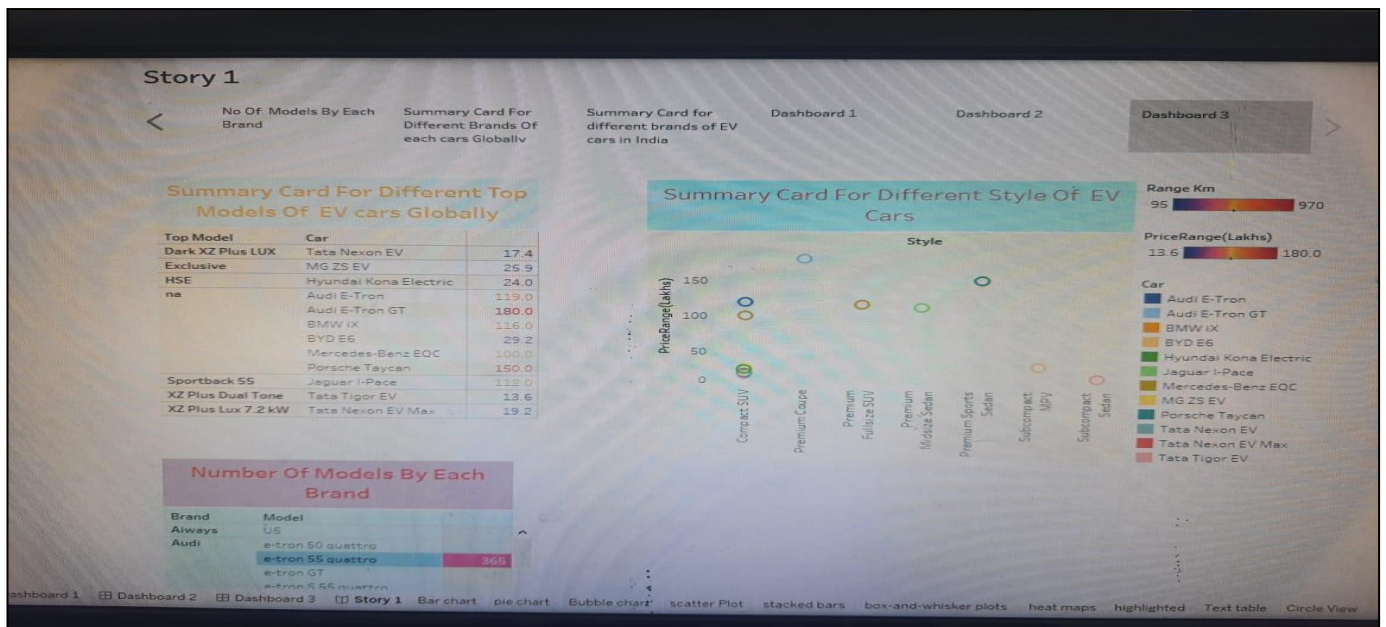 Story 1
No Of Models By Each
Brand
Summary Card For
Different Brands Of
each cars Globally
Summary Card for
different brands of EV
cars in India
Dashboard 1
Dashboard 2
Dashboard 3
Summary Card For Different Top
Models Of EV cars Globally
Top Model Car
Dark XZ Plus LUX Tata Nexon EV 17.4
Exclusive MG ZS EV 25.9
HSE Hyundai Kona Electric 24.0
na Audi E-Tron 119.0
Audi E-Tron GT 180.0
BMW iX 116.0
BYD E6 29.2
Mercedes-Benz EQC 100.0
Porsche Taycan 150.0
Sportback 55 Jaguar I-Pace 112.0
XZ Plus Dual Tone Tata Tigor EV 13.6
XZ Plus Lux 7.2 kW Tata Nexon EV Max 19.2
Summary Card For Different Style Of EV
Cars
Style
PriceRange(Lakhs)
150
100
50
0
Compact SUV
Premium Coupe
Premium
Fullsize SUV
Premium
Midsize Sedan
Premium Sports
Sedan
Subcompact
MPV
Subcompact
Sedan
Range Km
95 970
PriceRange(Lakhs)
13.6 180.0
Car
Audi E-Tron
Audi E-Tron GT
BMW iX
BYD E6
Hyundai Kona Electric
Jaguar I-Pace
Mercedes-Benz EQC
MG ZS EV
Porsche Taycan
Tata Nexon EV
Tata Nexon EV Max
Tata Tigor EV
Number Of Models By Each
Brand
Brand Model
Aiways U5
Audi e-tron 50 quattro
e-tron 55 quattro 365
e-tron GT
e-tron S 55 quattro
ashboard 1 Dashboard 2 Dashboard 3 Story 1 Bar chart pie chart Bubble chart scatter Plot stacked bars box-and-whisker plots heat maps highlighted Text table Circle View